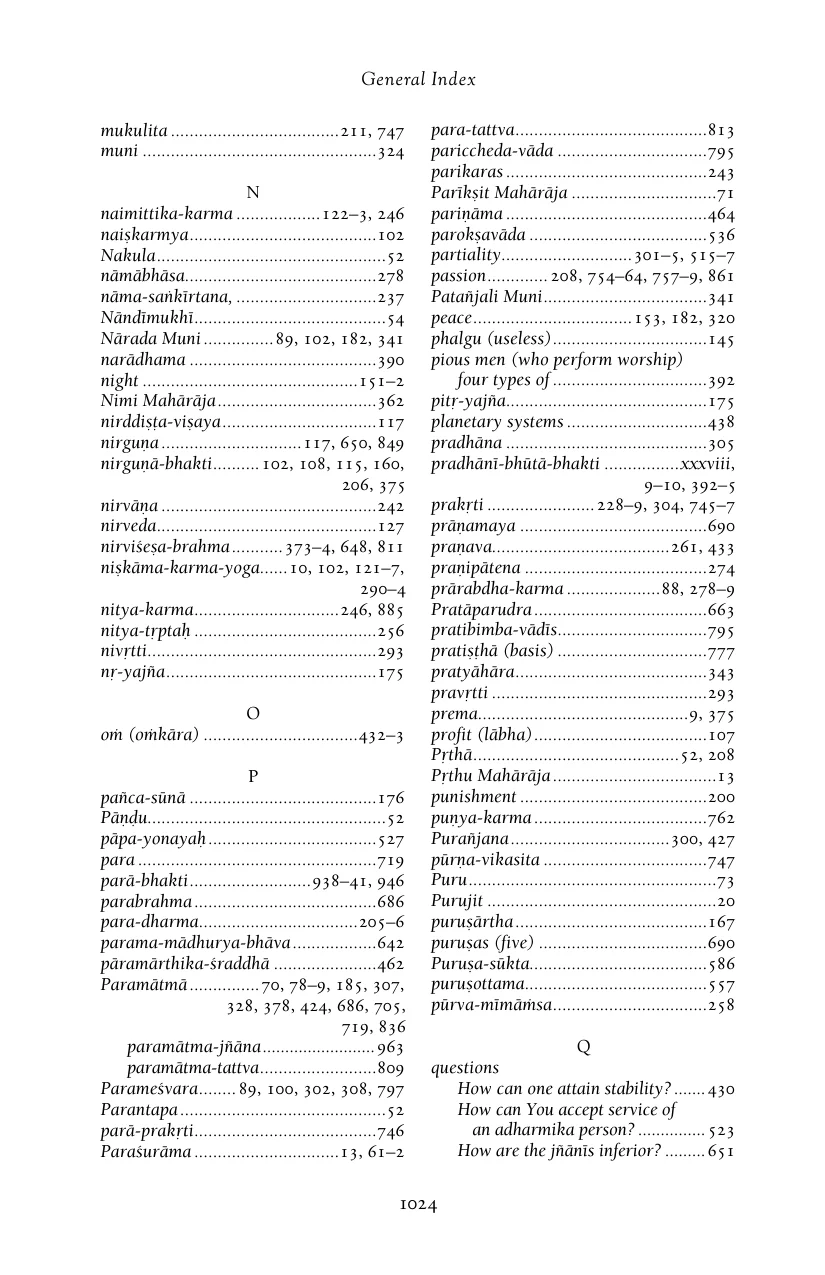 General Index
mukulita ....................................211, 747
muni ..................................................324
N
naimittika-karma ..................122–3, 246
naiṣkarmya........................................102
Nakula.................................................52
nāmābhāsa.........................................278
nāma-saṅkīrtana, ..............................237
Nāndīmukhī.........................................54
Nārada Muni ...............89, 102, 182, 341
narādhama ........................................390
night ..............................................151–2
Nimi Mahārāja..................................362
nirddiṣṭa-viṣaya.................................117
nirguṇa ..............................117, 650, 849
nirguṇā-bhakti..........102, 108, 115, 160,
206, 375
nirvāṇa ..............................................242
nirveda...............................................127
nirviśeṣa-brahma...........373–4, 648, 811
niṣkāma-karma-yoga......10, 102, 121–7,
290–4
nitya-karma...............................246, 885
nitya-tṛptaḥ .......................................256
nivṛtti.................................................293
nṛ-yajña.............................................175
O
oṁ (oṁkāra) .................................432–3
P
pañca-sūnā ........................................176
Pāṇḍu...................................................52
pāpa-yonayaḥ....................................527
para ...................................................719
parā-bhakti..........................938–41, 946
parabrahma .......................................686
para-dharma..................................205–6
parama-mādhurya-bhāva..................642
pāramārthika-śraddhā ......................462
Paramātmā...............70, 78–9, 185, 307,
328, 378, 424, 686, 705,
719, 836
paramātma-jñāna........................963
paramātma-tattva.........................809
Parameśvara........89, 100, 302, 308, 797
Parantapa............................................52
parā-prakṛti.......................................746
Paraśurāma ...............................13, 61–2
para-tattva.........................................813
pariccheda-vāda ................................795
parikaras ...........................................243
Parīkṣit Mahārāja ...............................71
pariṇāma ...........................................464
parokṣavāda ......................................536
partiality............................301–5, 515–7
passion.............208, 754–64, 757–9, 861
Patañjali Muni...................................341
peace..................................153, 182, 320
phalgu (useless).................................145
pious men (who perform worship)
four types of .................................392
pitṛ-yajña...........................................175
planetary systems ..............................438
pradhāna ...........................................305
pradhānī-bhūtā-bhakti ................xxxviii,
9–10, 392–5
prakṛti .......................228–9, 304, 745–7
prāṇamaya ........................................690
praṇava......................................261, 433
praṇipātena .......................................274
prārabdha-karma ....................88, 278–9
Pratāparudra.....................................663
pratibimba-vādīs................................795
pratiṣṭhā (basis) ................................777
pratyāhāra.........................................343
pravṛtti ..............................................293
prema.............................................9, 375
profit (lābha).....................................107
Pṛthā............................................52, 208
Pṛthu Mahārāja...................................13
punishment ........................................200
puṇya-karma .....................................762
Purañjana..................................300, 427
pūrṇa-vikasita ...................................747
Puru.....................................................73
Purujit .................................................20
puruṣārtha.........................................167
puruṣas (five) ....................................690
Puruṣa-sūkta......................................586
puruṣottama.......................................557
pūrva-mīmāṁsa.................................258
Q
questions
How can one attain stability?.......430
How can You accept service of
an adharmika person? ...............523
How are the jñānīs inferior? .........651
1024